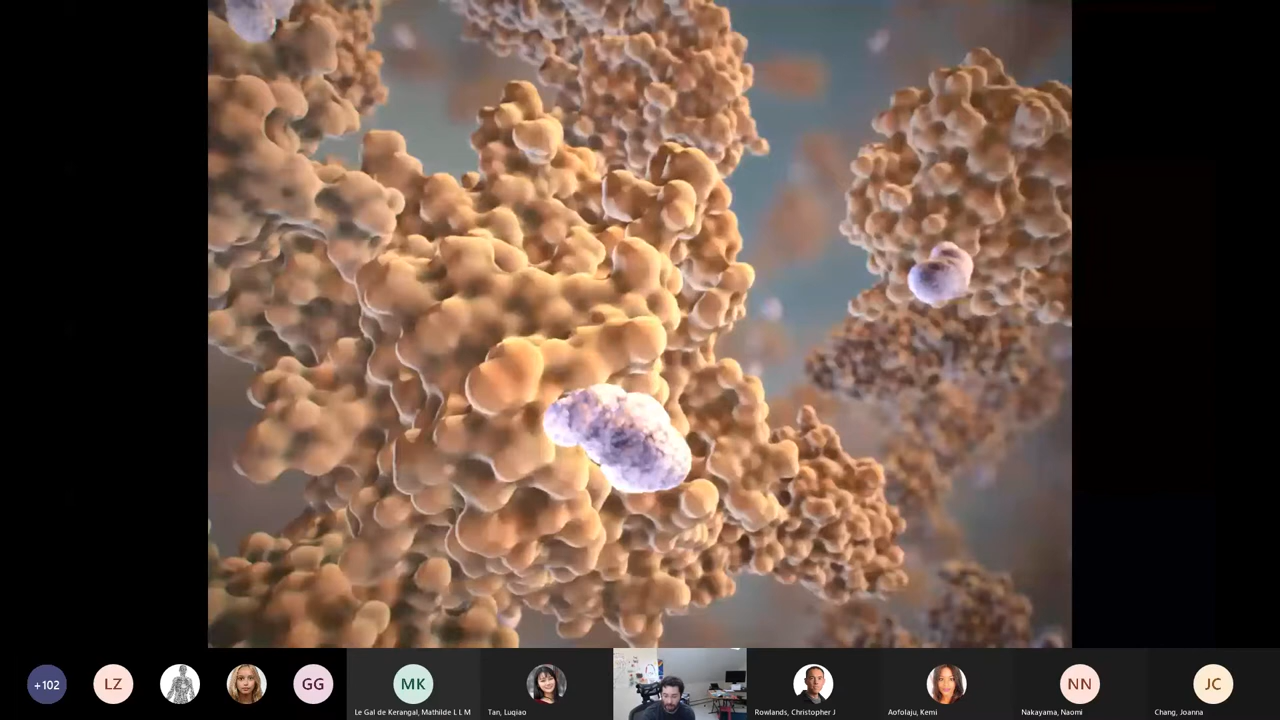 +102
LZ
GG
MK
Le Gal de Kerangal, Mathilde L L M
Tan, Luqiao
Rowlands, Christopher J
Aofolaju, Kemi
NN
Nakayama, Naomi
JC
Chang, Joanna